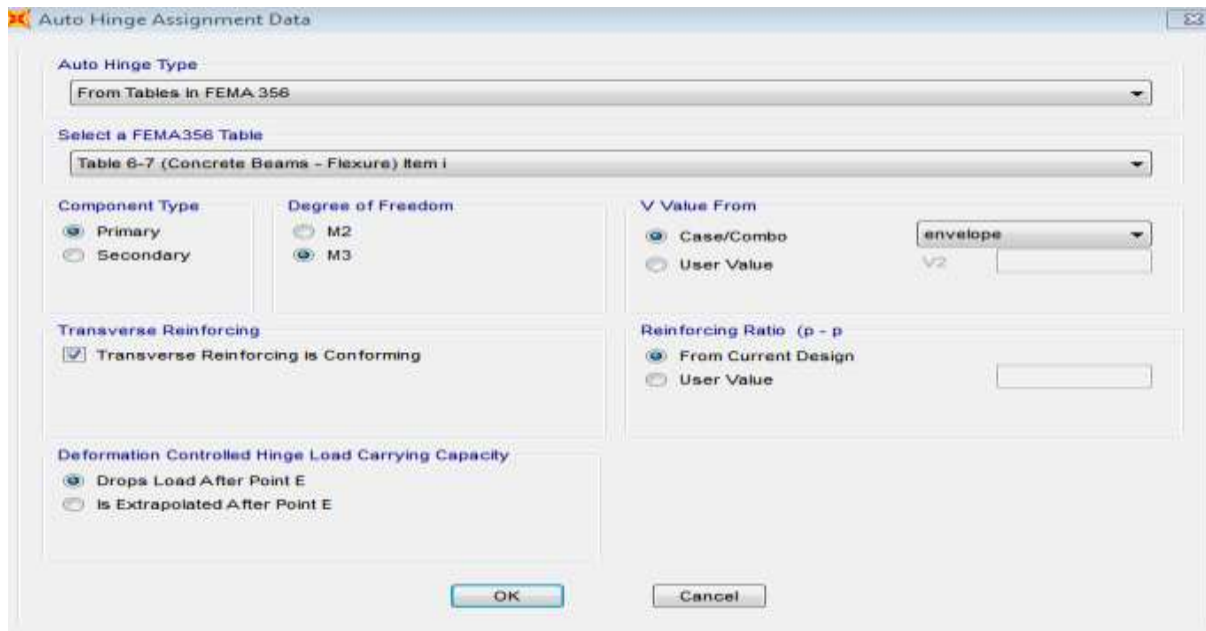 Auto Hinge Assignment Data
Auto Hinge Type
From Tables In FEMA 356
Select a FEMA356 Table
Table 6-7 (Concrete Beams - Flexure) Item i
Component Type
Primary
Secondary
Degree of Freedom
M2
M3
V Value From
Case/Combo
envelope
User Value
V2
Transverse Reinforcing
Transverse Reinforcing is Conforming
Reinforcing Ratio (p - p
From Current Design
User Value
Deformation Controlled Hinge Load Carrying Capacity
Drops Load After Point E
Is Extrapolated After Point E
OK
Cancel